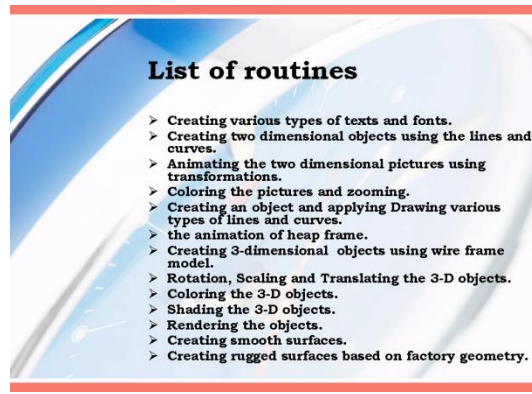 List of routines
➢ Creating various types of texts and fonts.
➢ Creating two dimensional objects using the lines and
curves.
➢ Animating the two dimensional pictures using
transformations.
➢ Coloring the pictures and zooming.
➢ Creating an object and applying Drawing various
types of lines and curves.
➢ the animation of heap frame.
➢ Creating 3-dimensional  objects using wire frame
model.
➢ Rotation, Scaling and Translating the 3-D objects.
➢ Coloring the 3-D objects.
➢ Shading the 3-D objects.
➢ Rendering the objects.
➢ Creating smooth surfaces.
➢ Creating rugged surfaces based on factory geometry.